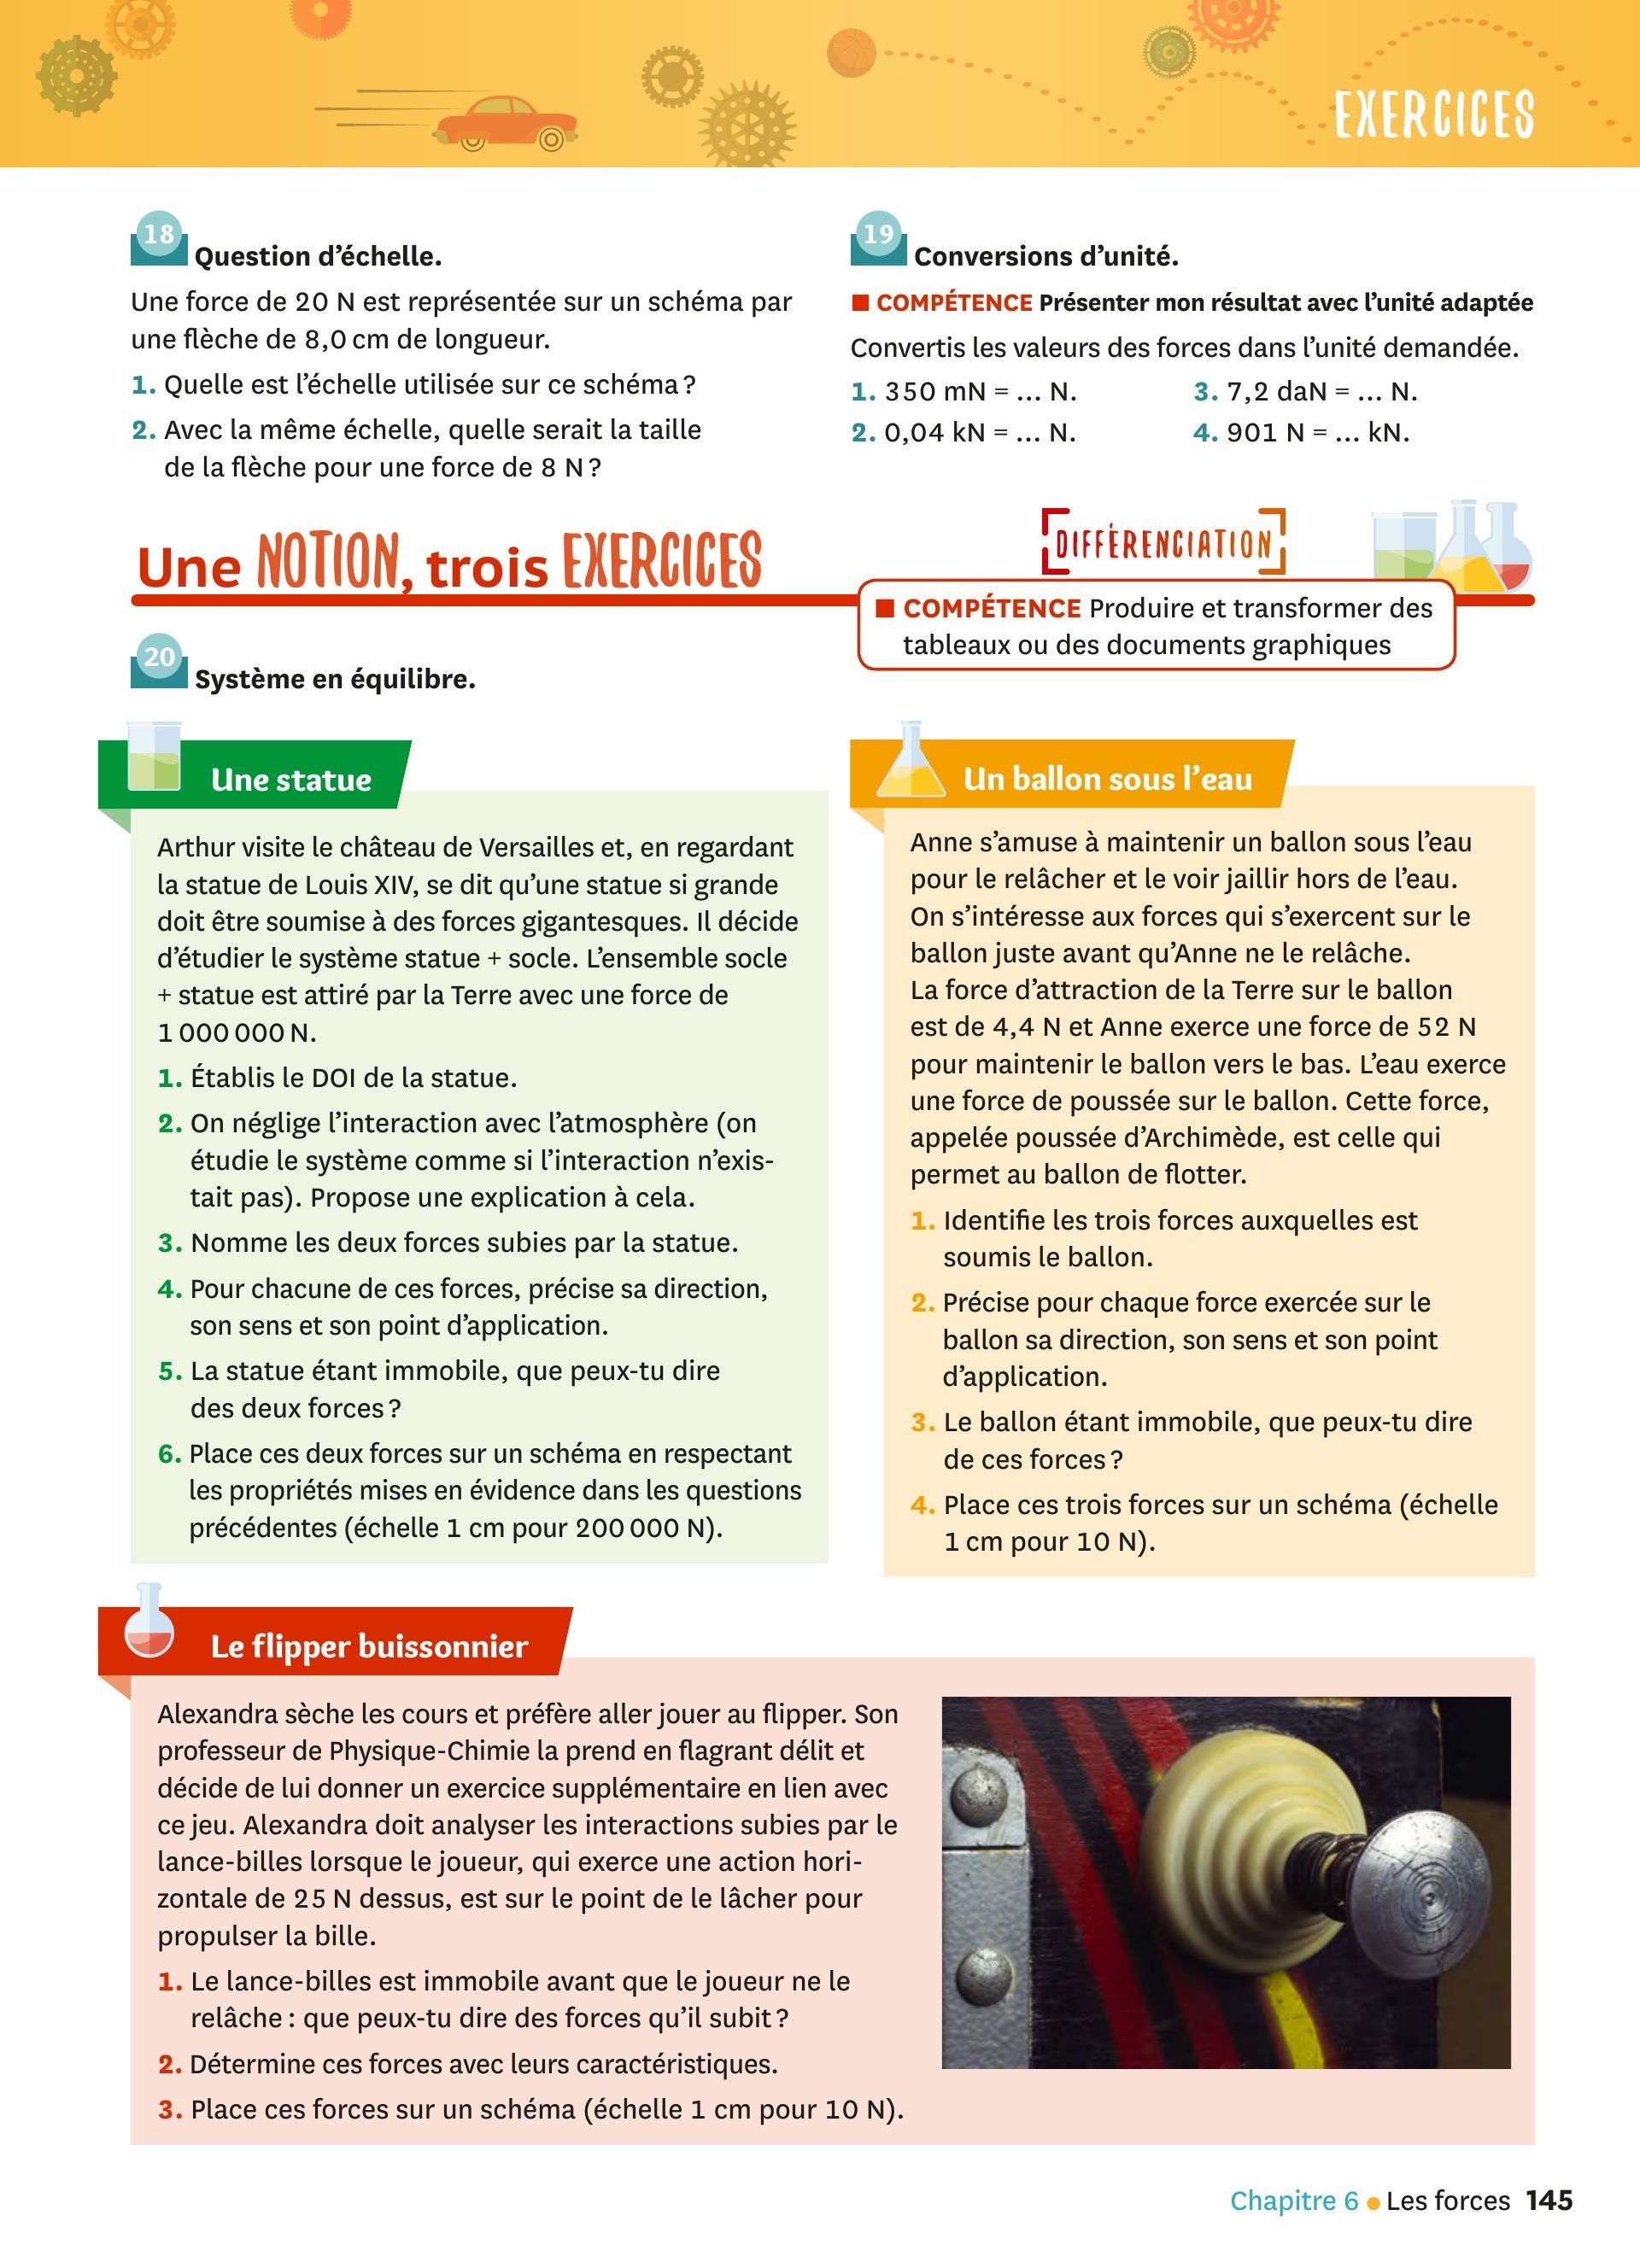 EXERCICES
18 Question d’échelle.
Une force de 20 N est représentée sur un schéma par
une flèche de 8,0 cm de longueur.
1. Quelle est l’échelle utilisée sur ce schéma ?
2. Avec la même échelle, quelle serait la taille
de la flèche pour une force de 8 N ?
19 Conversions d’unité.
■ COMPÉTENCE Présenter mon résultat avec l’unité adaptée
Convertis les valeurs des forces dans l’unité demandée.
1. 350 mN = ... N.
2. 0,04 kN = ... N.
3. 7,2 daN = ... N.
4. 901 N = ... kN.
Une NOTION, trois EXERCICES
DIFFÉRENCIATION
■ COMPÉTENCE Produire et transformer des
tableaux ou des documents graphiques
20 Système en équilibre.
Une statue
Arthur visite le château de Versailles et, en regardant
la statue de Louis XIV, se dit qu’une statue si grande
doit être soumise à des forces gigantesques. Il décide
d’étudier le système statue + socle. L’ensemble socle
+ statue est attiré par la Terre avec une force de
1 000 000 N.
1. Établis le DOI de la statue.
2. On néglige l’interaction avec l’atmosphère (on
étudie le système comme si l’interaction n’exis-
tait pas). Propose une explication à cela.
3. Nomme les deux forces subies par la statue.
4. Pour chacune de ces forces, précise sa direction,
son sens et son point d’application.
5. La statue étant immobile, que peux-tu dire
des deux forces ?
6. Place ces deux forces sur un schéma en respectant
les propriétés mises en évidence dans les questions
précédentes (échelle 1 cm pour 200 000 N).
Un ballon sous l’eau
Anne s’amuse à maintenir un ballon sous l’eau
pour le relâcher et le voir jaillir hors de l’eau.
On s’intéresse aux forces qui s’exercent sur le
ballon juste avant qu’Anne ne le relâche.
La force d’attraction de la Terre sur le ballon
est de 4,4 N et Anne exerce une force de 52 N
pour maintenir le ballon vers le bas. L’eau exerce
une force de poussée sur le ballon. Cette force,
appelée poussée d’Archimède, est celle qui
permet au ballon de flotter.
1. Identifie les trois forces auxquelles est
soumis le ballon.
2. Précise pour chaque force exercée sur le
ballon sa direction, son sens et son point
d’application.
3. Le ballon étant immobile, que peux-tu dire
de ces forces ?
4. Place ces trois forces sur un schéma (échelle
1 cm pour 10 N).
Le flipper buissonnier
Alexandra sèche les cours et préfère aller jouer au flipper. Son
professeur de Physique-Chimie la prend en flagrant délit et
décide de lui donner un exercice supplémentaire en lien avec
ce jeu. Alexandra doit analyser les interactions subies par le
lance-billes lorsque le joueur, qui exerce une action hori-
zontale de 25 N dessus, est sur le point de le lâcher pour
propulser la bille.
1. Le lance-billes est immobile avant que le joueur ne le
relâche : que peux-tu dire des forces qu’il subit ?
2. Détermine ces forces avec leurs caractéristiques.
3. Place ces forces sur un schéma (échelle 1 cm pour 10 N).
Chapitre 6 ● Les forces 145